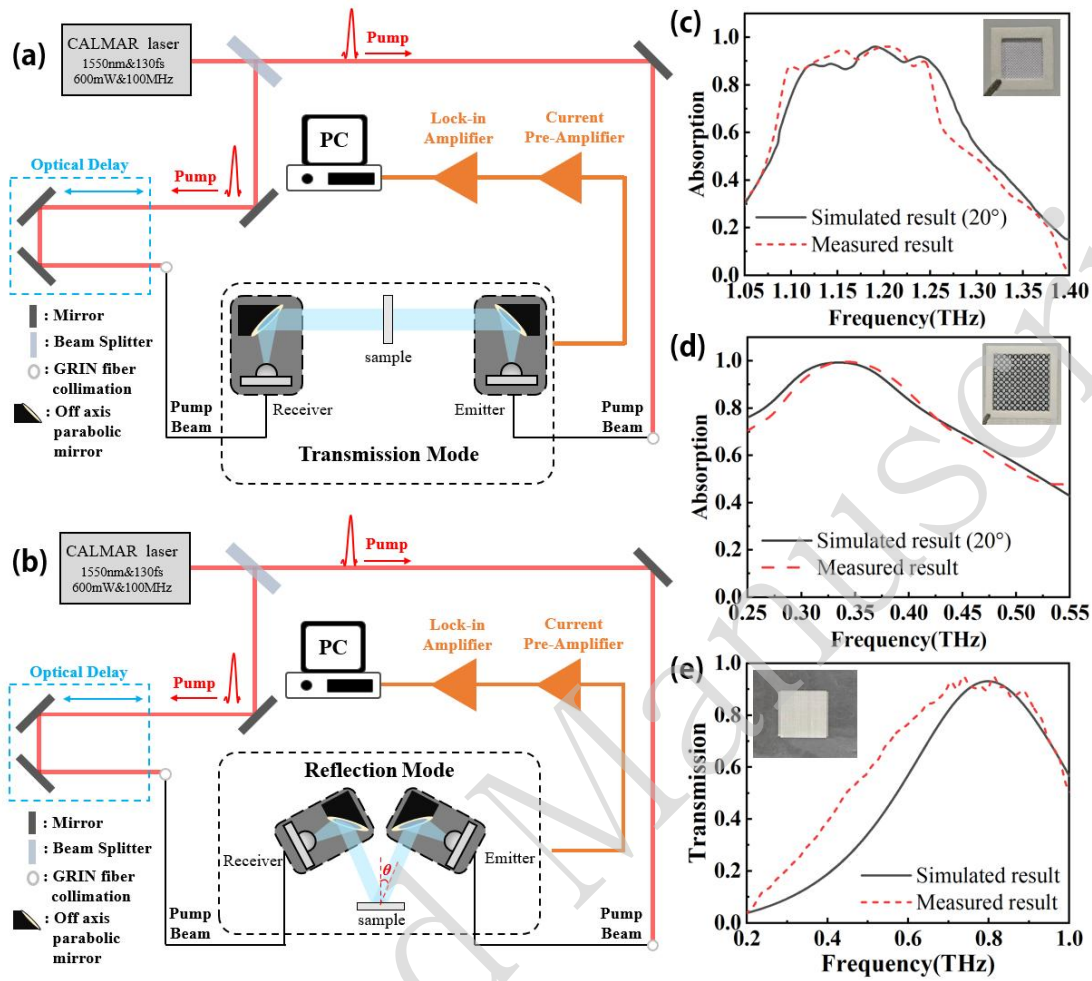 (a)
CALMAR laser
1550nm&130fs
600mW&100MHz
Pump
Lock-in
Amplifier
Current
Pre-Amplifier
PC
Optical Delay
Pump
: Mirror
: Beam Splitter
: GRIN fiber
collimation
: Off axis
parabolic
mirror
sample
Receiver
Emitter
Pump
Beam
Pump
Beam
Transmission Mode
(b)
CALMAR laser
1550nm&130fs
600mW&100MHz
Pump
Lock-in
Amplifier
Current
Pre-Amplifier
PC
Optical Delay
Pump
: Mirror
: Beam Splitter
: GRIN fiber
collimation
: Off axis
parabolic
mirror
Reflection Mode
Receiver
Emitter
θ
sample
Pump
Beam
Pump
Beam
(c)
Absorption
1.0
0.8
0.6
0.4
0.2
0.0
Simulated result (20°)
Measured result
1.05 1.10 1.15 1.20 1.25 1.30 1.35 1.40
Frequency(THz)
(d)
Absorption
1.0
0.8
0.6
0.4
0.2
0.0
Simulated result (20°)
Measured result
0.25 0.30 0.35 0.40 0.45 0.50 0.55
Frequency(THz)
(e)
Transmission
1.0
0.8
0.6
0.4
0.2
0.0
Simulated result
Measured result
0.2 0.4 0.6 0.8 1.0
Frequency(THz)
d Manuscri